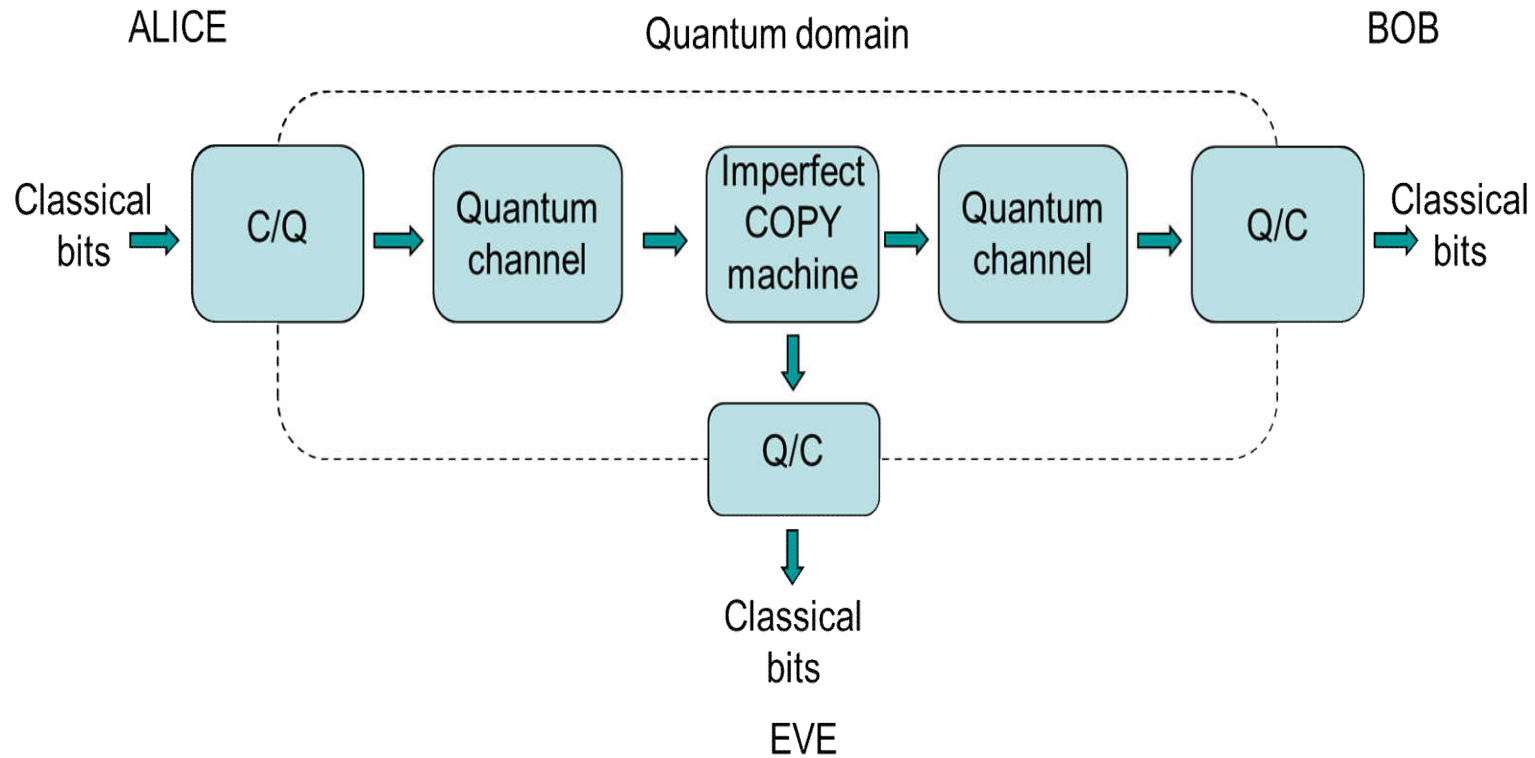 ALICE
Quantum domain
BOB
Classical
bits
C/Q
Quantum
channel
Imperfect
COPY
machine
Quantum
channel
Q/C
Classical
bits
Q/C
Classical
bits
EVE